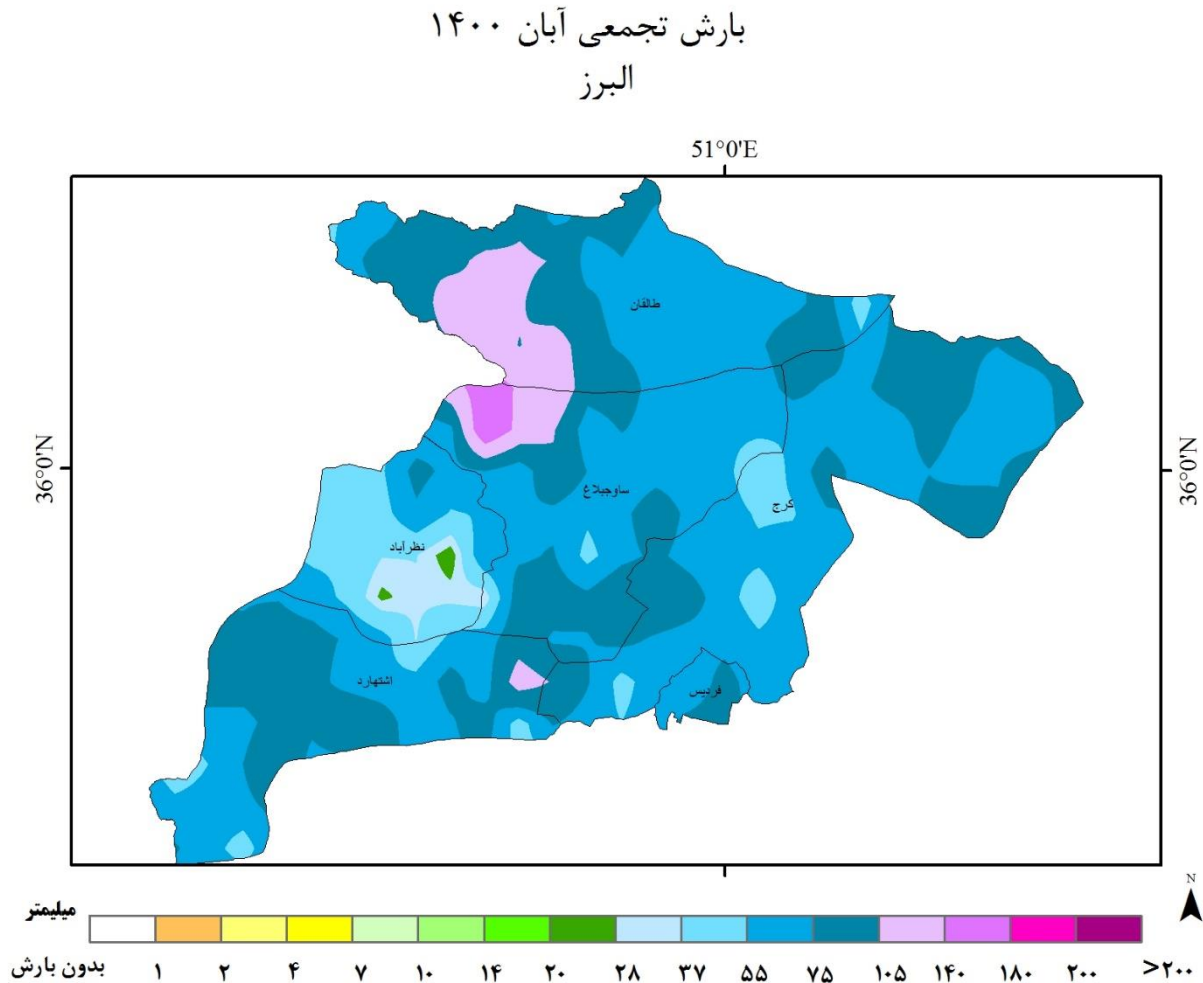 بارش تجمعی آبان ۱۴۰۰
البرز
51°0'E
36°0'N
36°0'N
طالقان
ساوجبلاغ
کرج
نظرآباد
اشتهارد
فردیس
N
میلیمتر
بدون بارش ۱ ۲ ۴ ۷ ۱۰ ۱۴ ۲۰ ۲۸ ۳۷ ۵۵ ۷۵ ۱۰۵ ۱۴۰ ۱۸۰ ۲۰۰ >۲۰۰